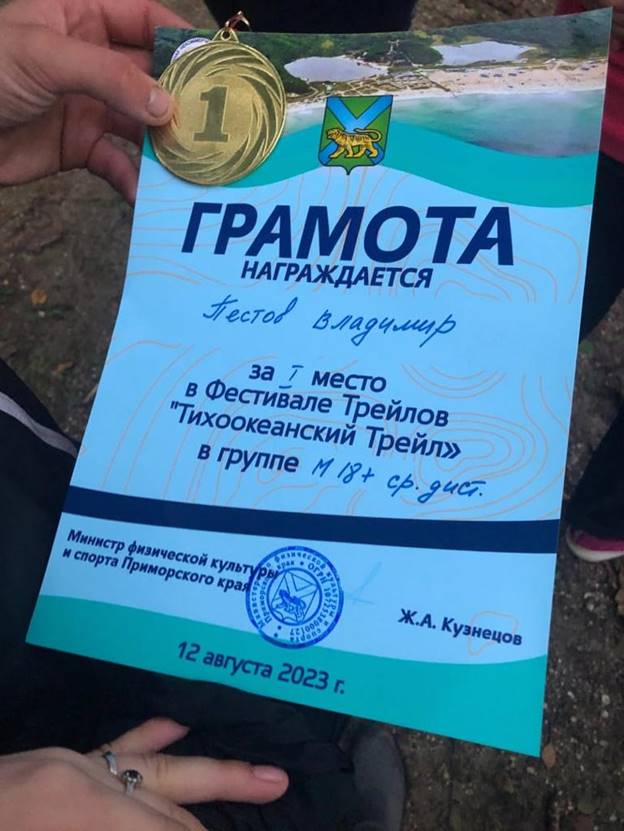 1
ГРАМОТА
НАГРАЖДАЕТСЯ
Пестов Владимир
за I место
в Фестивале Трейлов
"Тихоокеанский Трейл»
в группе М 18+ ср. дист.
Министр физической культуры
и спорта Приморского края
Ж.А. Кузнецов
12 августа 2023 г.